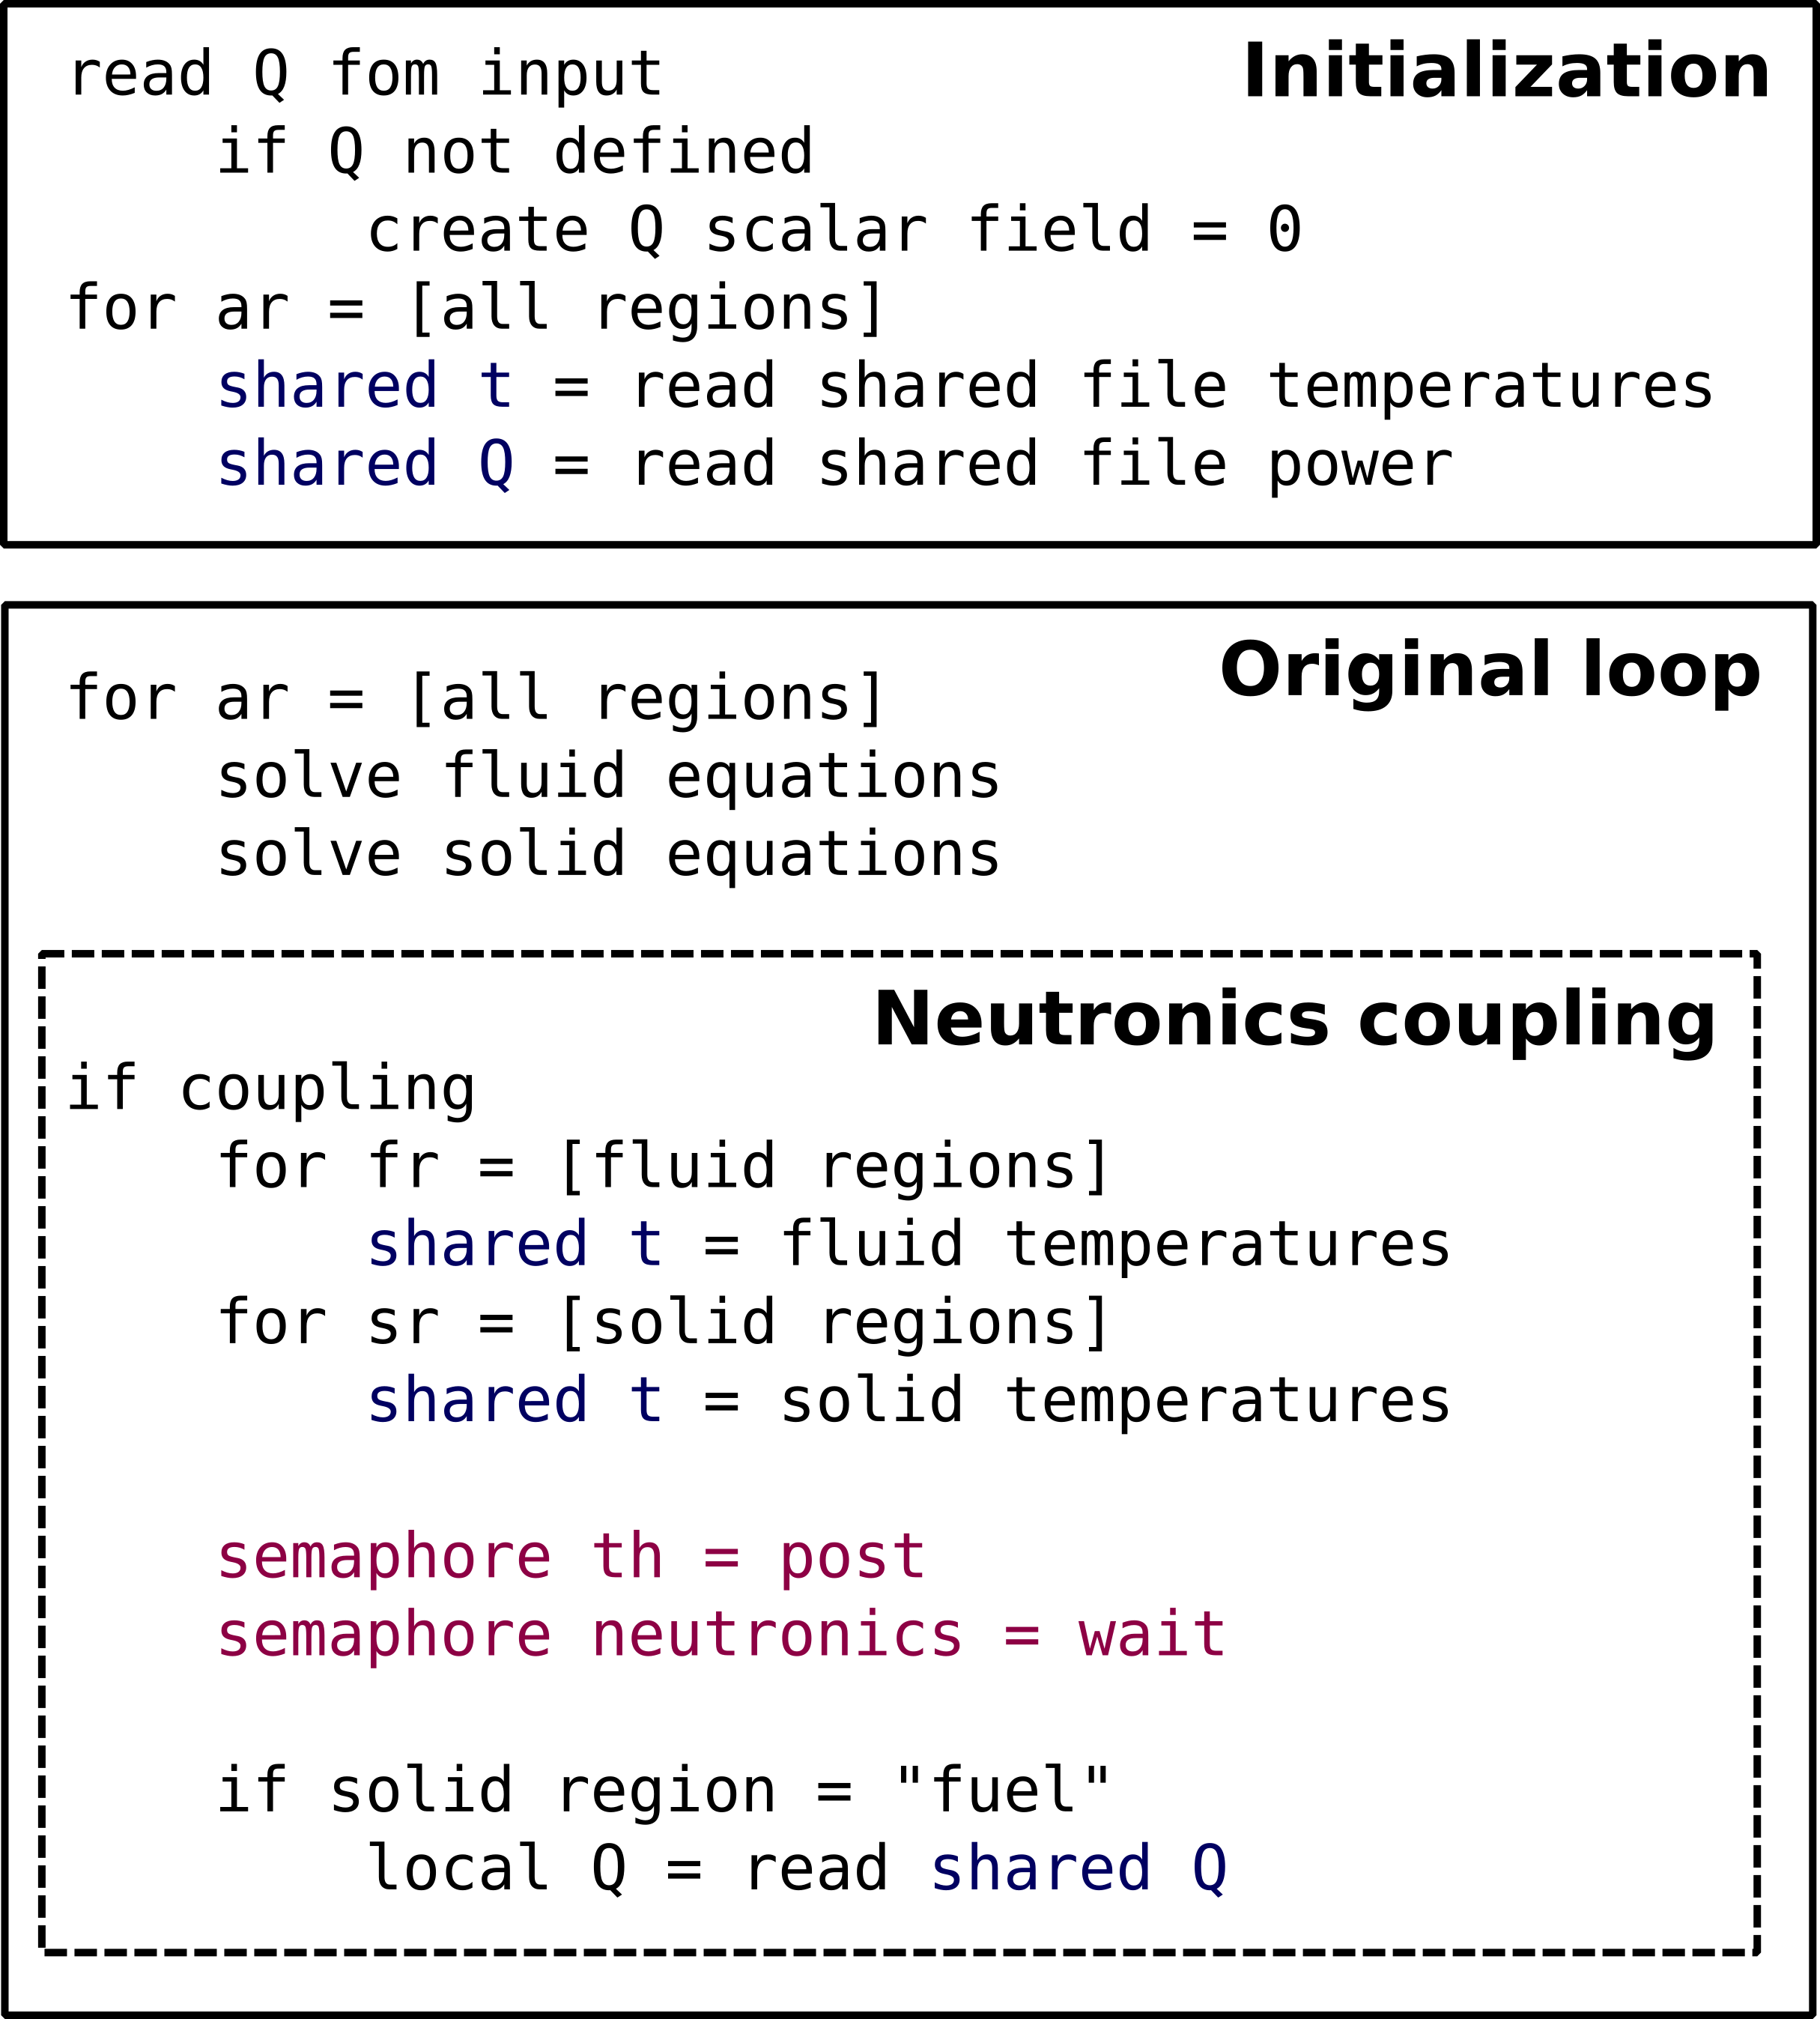 Initialization
read Q fom input
if Q not defined
create Q scalar field = 0
for ar = [all regions]
shared t = read shared file temperatures
shared Q = read shared file power
Original loop
for ar = [all regions]
solve fluid equations
solve solid equations
Neutronics coupling
if coupling
for fr = [fluid regions]
shared t = fluid temperatures
for sr = [solid regions]
shared t = solid temperatures
semaphore th = post
semaphore neutronics = wait
if solid region = "fuel"
local Q = read shared Q